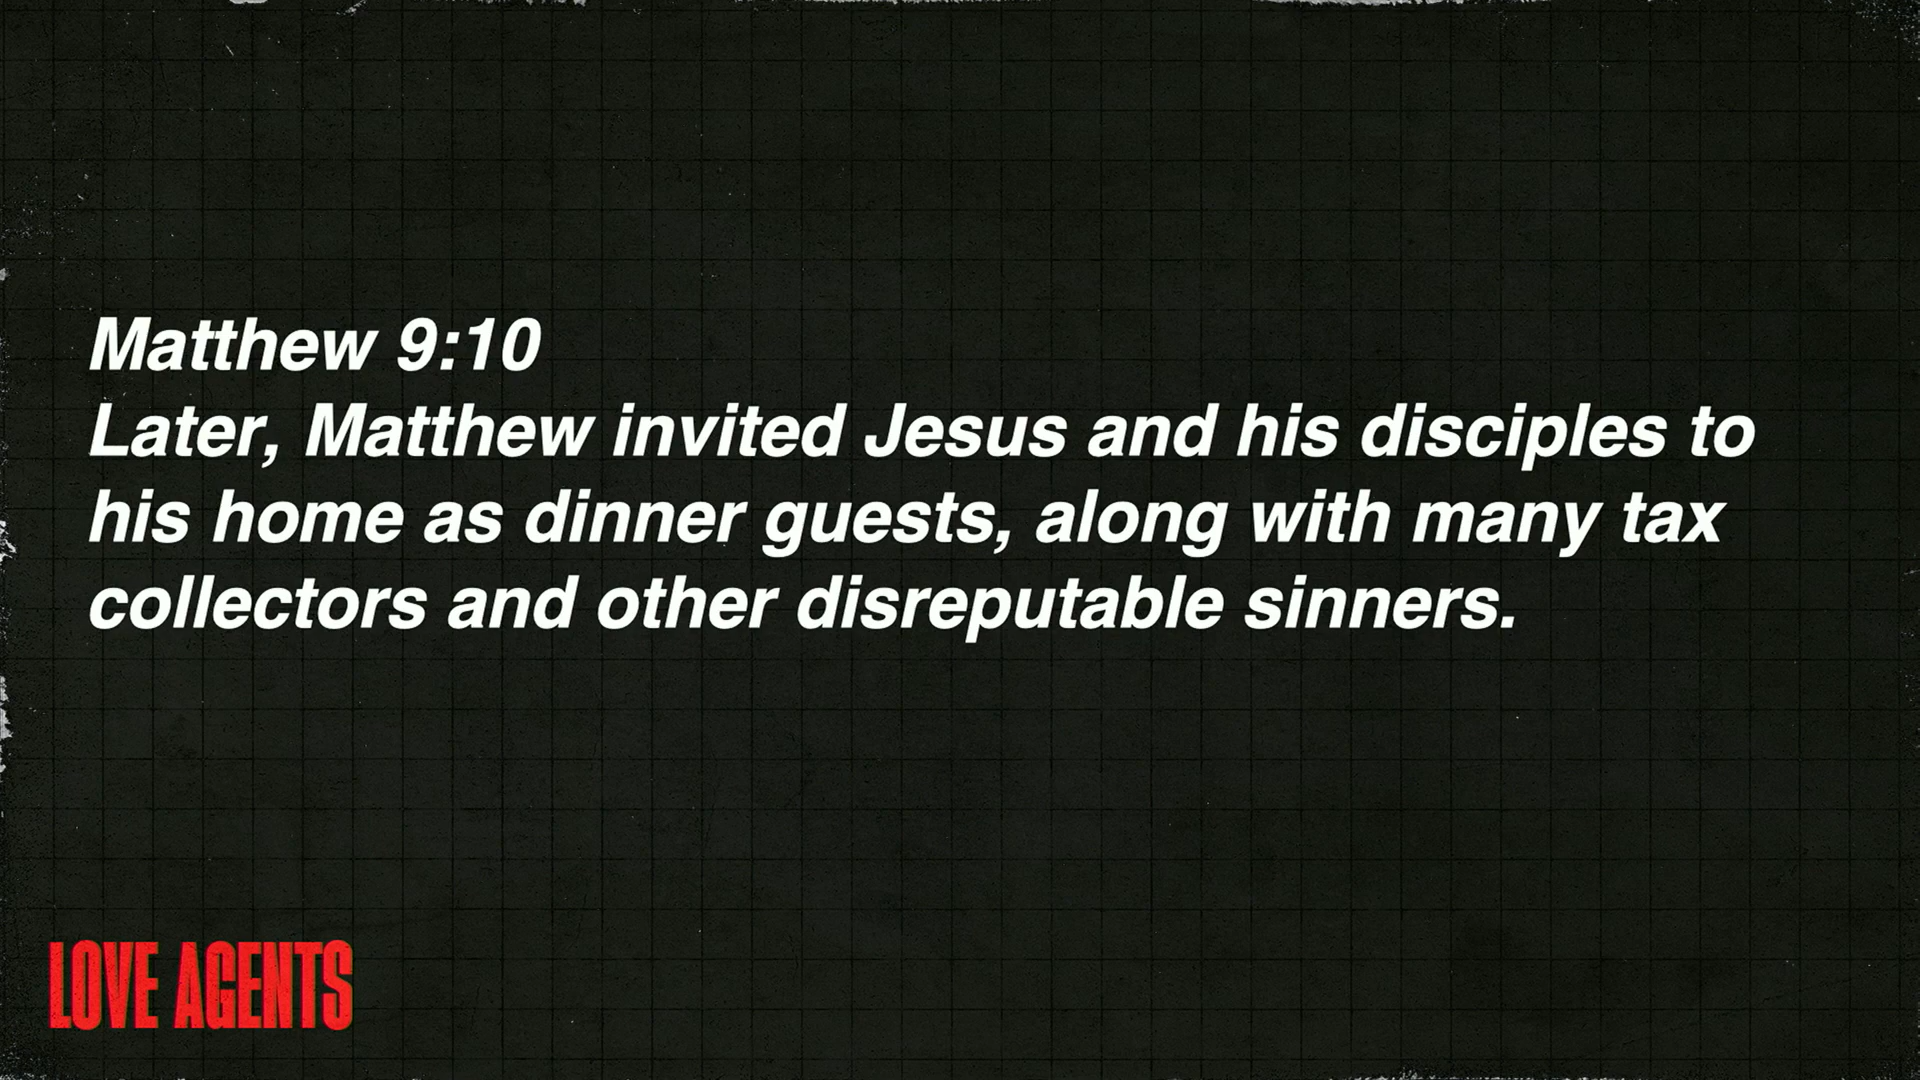 Matthew 9:10
Later, Matthew invited Jesus and his disciples to
his home as dinner guests, along with many tax
collectors and other disreputable sinners.
LOVE AGENTS